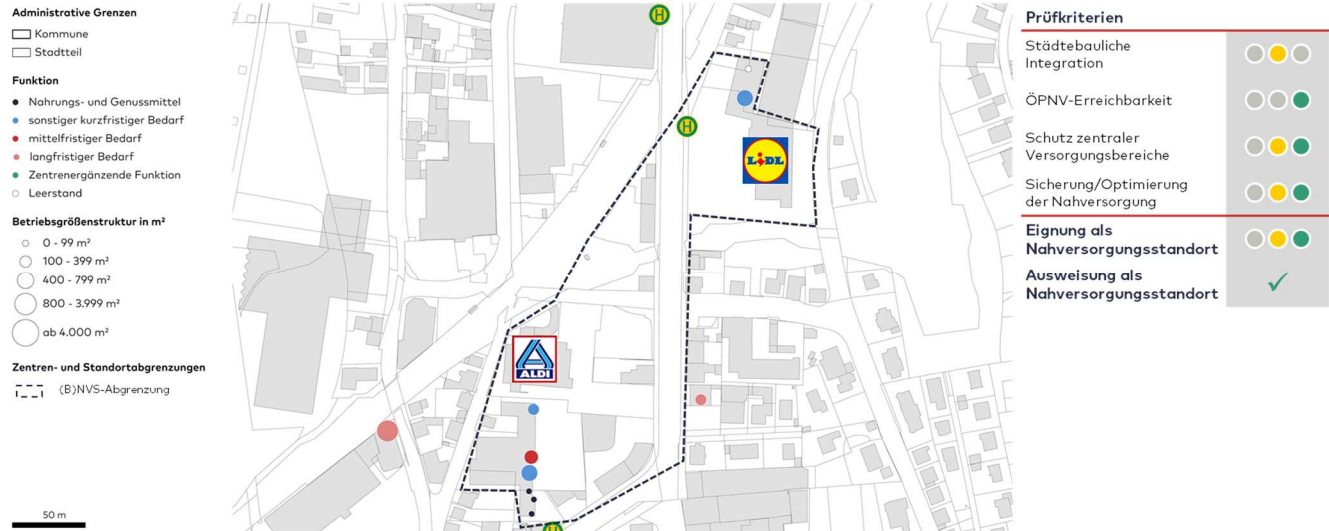 Administrative Grenzen
Kommune
Stadtteil
Funktion
Nahrungs- und Genussmittel
sonstiger kurzfristiger Bedarf
mittelfristiger Bedarf
langfristiger Bedarf
Zentrenergänzende Funktion
Leerstand
Betriebsgrößenstruktur in m²
0 - 99 m²
100 - 399 m²
400 - 799 m²
800 - 3.999 m²
ab 4.000 m²
Zentren- und Standortabgrenzungen
(B)NVS-Abgrenzung
50 m
H
H
LIDL
ALDI
H
Prüfkriterien
Städtebauliche
Integration
ÖPNV-Erreichbarkeit
Schutz zentraler
Versorgungsbereiche
Sicherung/Optimierung
der Nahversorgung
Eignung als
Nahversorgungsstandort
Ausweisung als
Nahversorgungsstandort